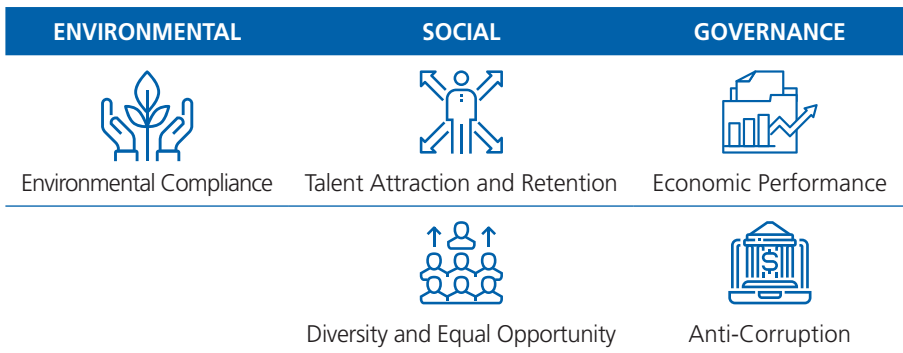 ENVIRONMENTAL SOCIAL GOVERNANCE
Environmental Compliance Talent Attraction and Retention Economic Performance
$
Diversity and Equal Opportunity Anti-Corruption